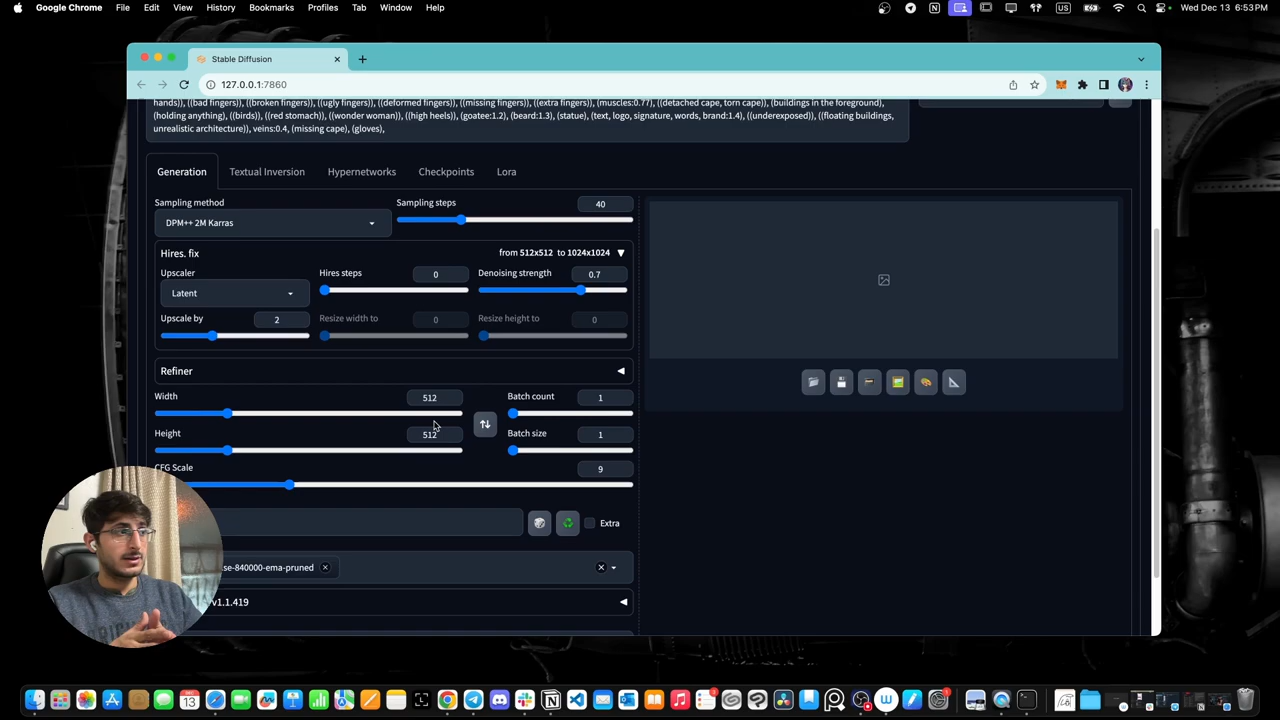 Google Chrome File Edit View History Bookmarks Profiles Tab Window Help US Wed Dec 13 6:53 PM
Stable Diffusion
127.0.0.1:7860
hands)), ((bad fingers)), ((broken fingers)), ((ugly fingers)), ((deformed fingers)), ((missing fingers)), ((extra fingers)), (muscles:0.77), ((detached cape, torn cape)), (buildings in the foreground),
(holding anything), ((birds)), ((red stomach)), ((wonder woman)), ((high heels)), (goatee:1.2), (beard:1.3), (statue), (text, logo, signature, words, brand:1.4), ((underexposed)), ((floating buildings,
unrealistic architecture)), veins:0.4, (missing cape), (gloves),
Generation Textual Inversion Hypernetworks Checkpoints Lora
Sampling method Sampling steps 40
DPM++ 2M Karras
Hires. fix from 512x512 to 1024x1024
Upscaler Hires steps 0 Denoising strength 0.7
Latent
Upscale by 2 Resize width to 0 Resize height to 0
Refiner
Width 512 Batch count 1
Height 512 Batch size 1
CFG Scale 9
Extra
se-840000-ema-pruned
v1.1.419